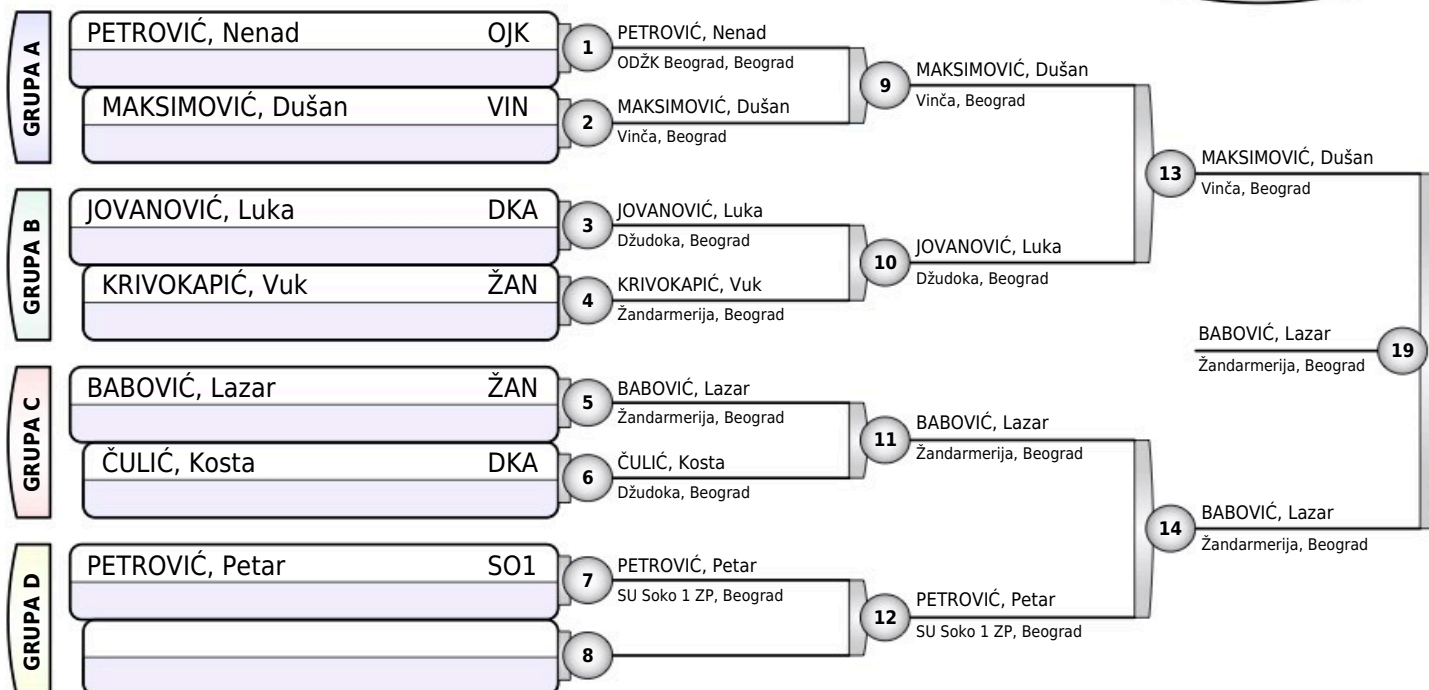 GRUPA A
PETROVIĆ, Nenad OJK
MAKSIMOVIĆ, Dušan VIN
1
PETROVIĆ, Nenad
ODŽK Beograd, Beograd
2
MAKSIMOVIĆ, Dušan
Vinča, Beograd
9
MAKSIMOVIĆ, Dušan
Vinča, Beograd
GRUPA B
JOVANOVIĆ, Luka DKA
KRIVOKAPIĆ, Vuk ŽAN
3
JOVANOVIĆ, Luka
Džudoka, Beograd
4
KRIVOKAPIĆ, Vuk
Žandarmerija, Beograd
10
JOVANOVIĆ, Luka
Džudoka, Beograd
13
MAKSIMOVIĆ, Dušan
Vinča, Beograd
GRUPA C
BABOVIĆ, Lazar ŽAN
ČULIĆ, Kosta DKA
5
BABOVIĆ, Lazar
Žandarmerija, Beograd
6
ČULIĆ, Kosta
Džudoka, Beograd
11
BABOVIĆ, Lazar
Žandarmerija, Beograd
GRUPA D
PETROVIĆ, Petar SO1
7
PETROVIĆ, Petar
SU Soko 1 ZP, Beograd
8
12
PETROVIĆ, Petar
SU Soko 1 ZP, Beograd
14
BABOVIĆ, Lazar
Žandarmerija, Beograd
BABOVIĆ, Lazar
Žandarmerija, Beograd
19